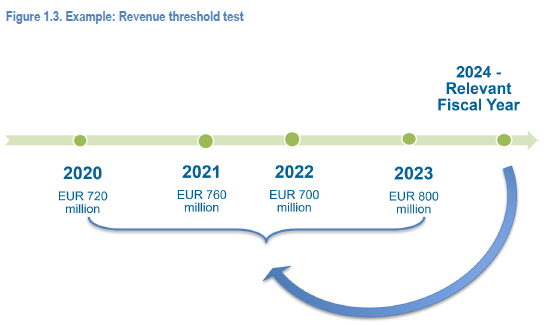 Figure 1.3. Example: Revenue threshold test
2024 -
Relevant
Fiscal Year
2020
EUR 720
million
2021
EUR 760
million
2022
EUR 700
million
2023
EUR 800
million